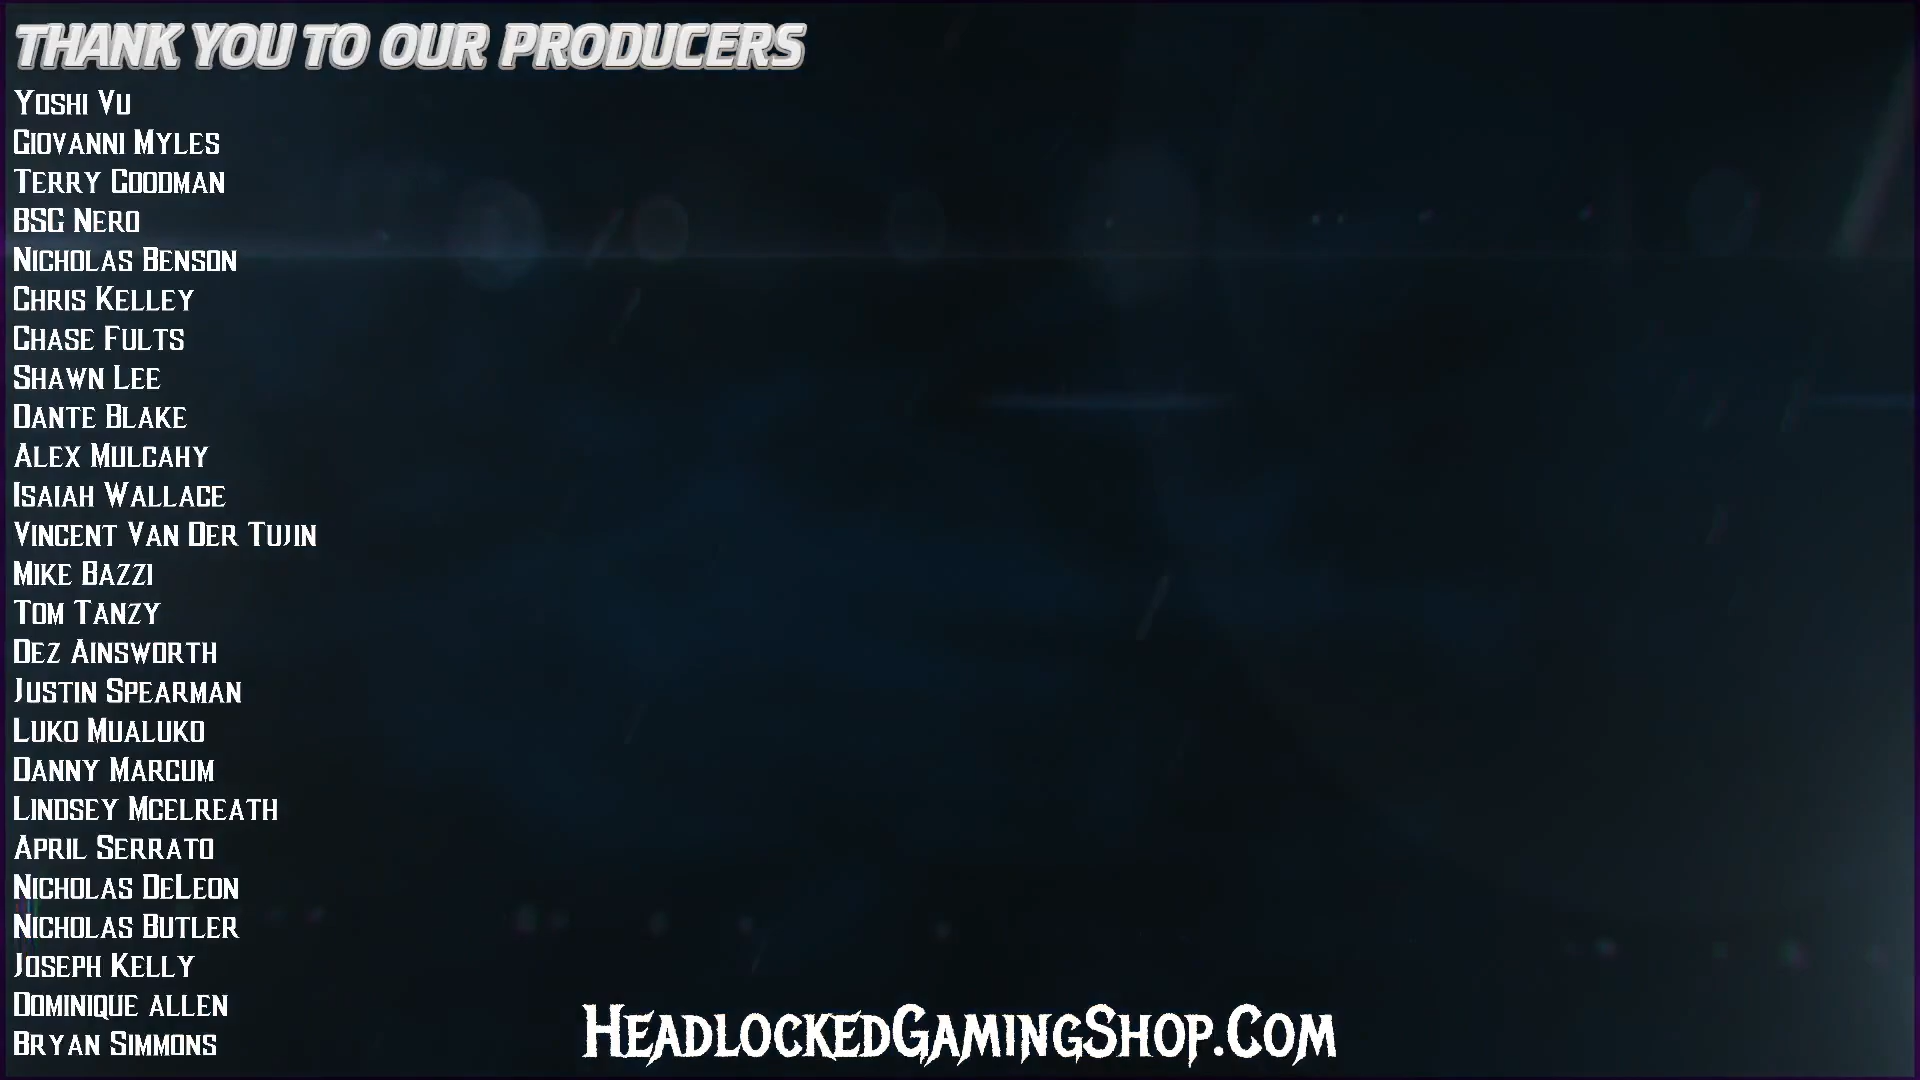 THANK YOU TO OUR PRODUCERS
Yoshi Vu
Giovanni Myles
Terry Goodman
BSG Nero
Nicholas Benson
Chris Kelley
Chase Fults
Shawn Lee
Dante Blake
Alex Mulcahy
Isaiah Wallace
Vincent Van Der Tujin
Mike Bazzi
Tom Tanzy
Dez Ainsworth
Justin Spearman
Luko Mualuko
Danny Marcum
Lindsey Mcelreath
April Serrato
Nicholas DeLeon
Nicholas Butler
Joseph Kelly
Dominique allen
Bryan Simmons
HeadlockedGamingShop.Com